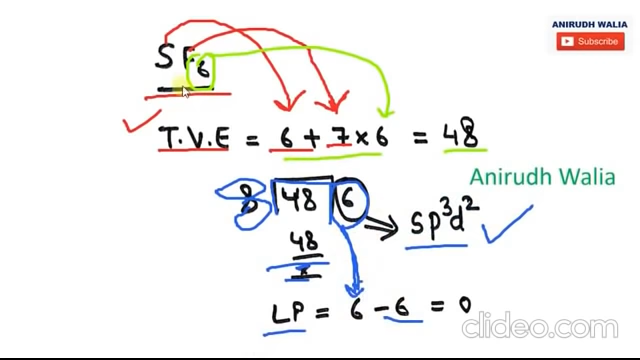 ANIRUDH WALIA
Subscribe
SF₆
T.V.E = 6 + 7 × 6 = 48
Anirudh Walia
8 48 6
sp³d²
48
x
LP = 6 - 6 = 0
clideo.com